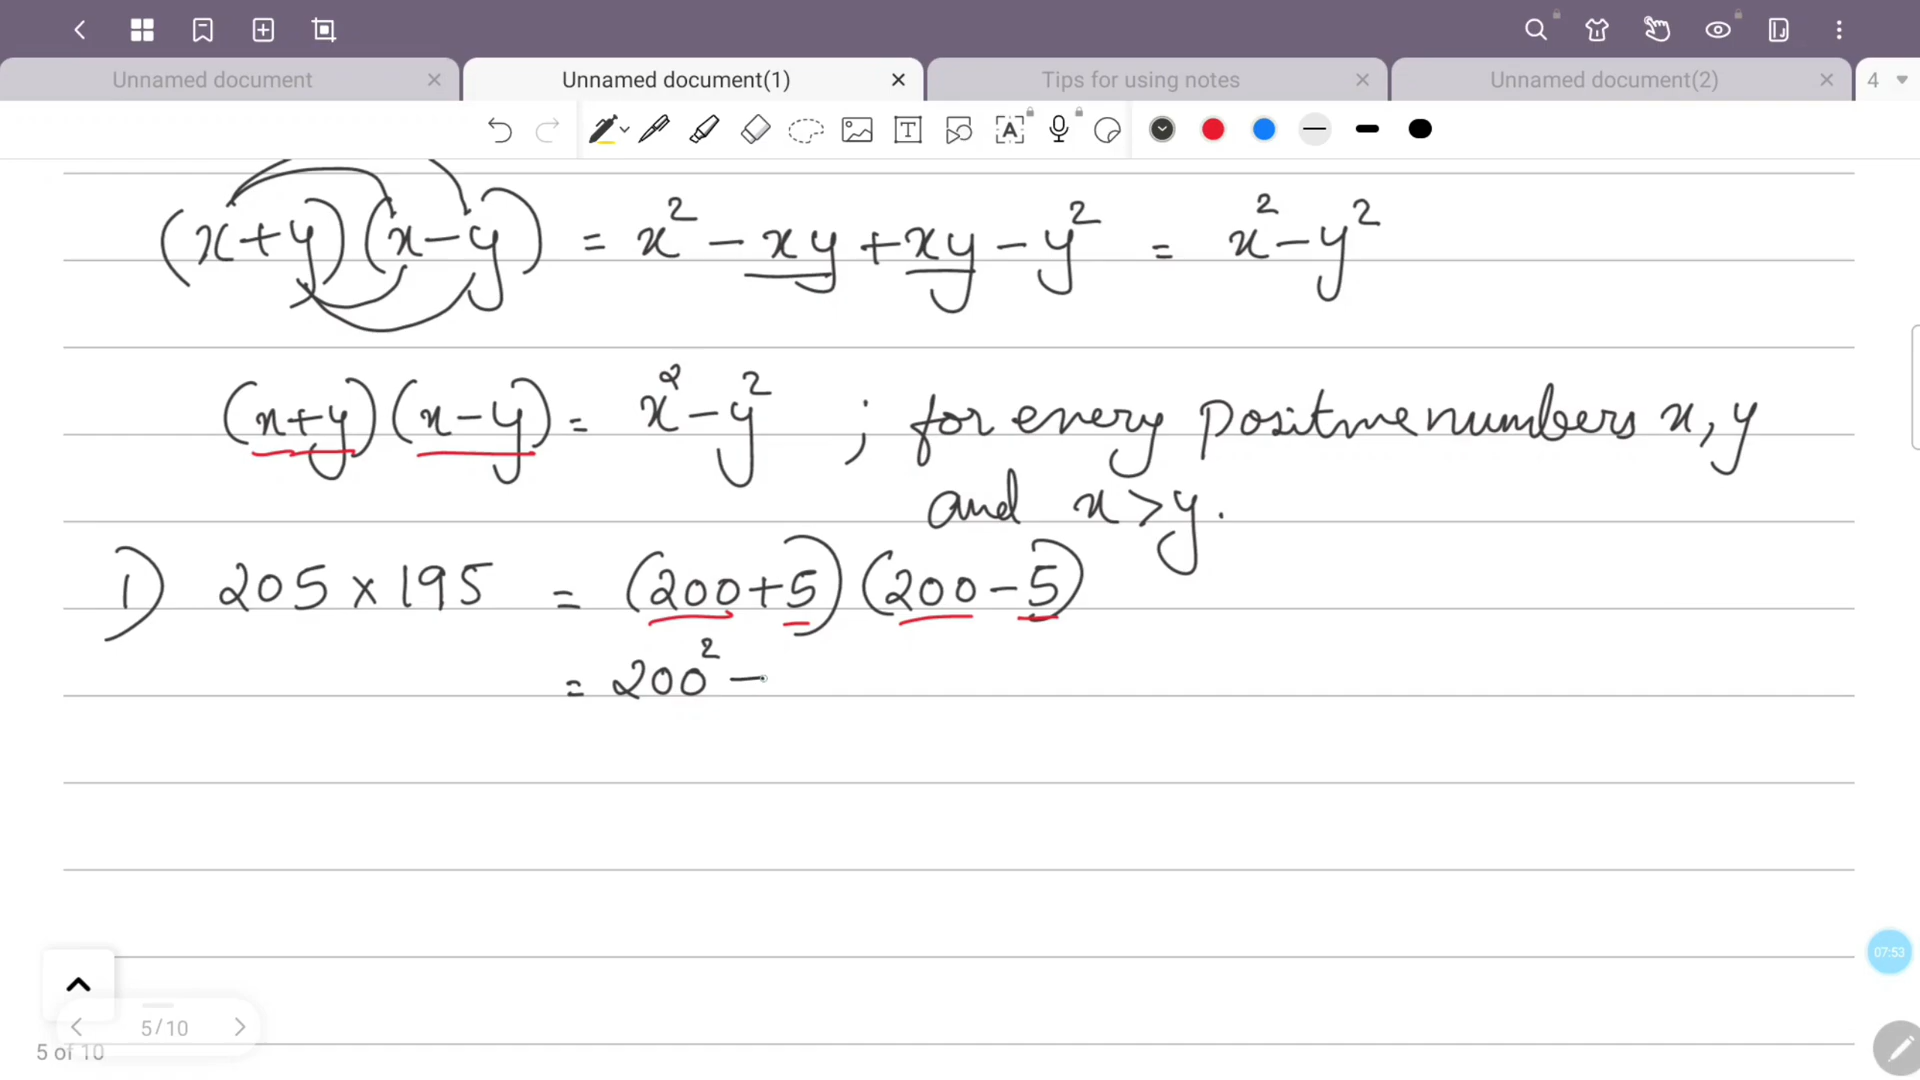 Unnamed document
Unnamed document(1)
Tips for using notes
Unnamed document(2)
4
(x+y)(x-y) = x² - xy + xy - y² = x² - y²
(x+y)(x-y) = x² - y² ; for every positive numbers x, y
and x > y.
1) 205 × 195 = (200+5)(200-5)
= 200² -
07:53
5/10
5 of 10